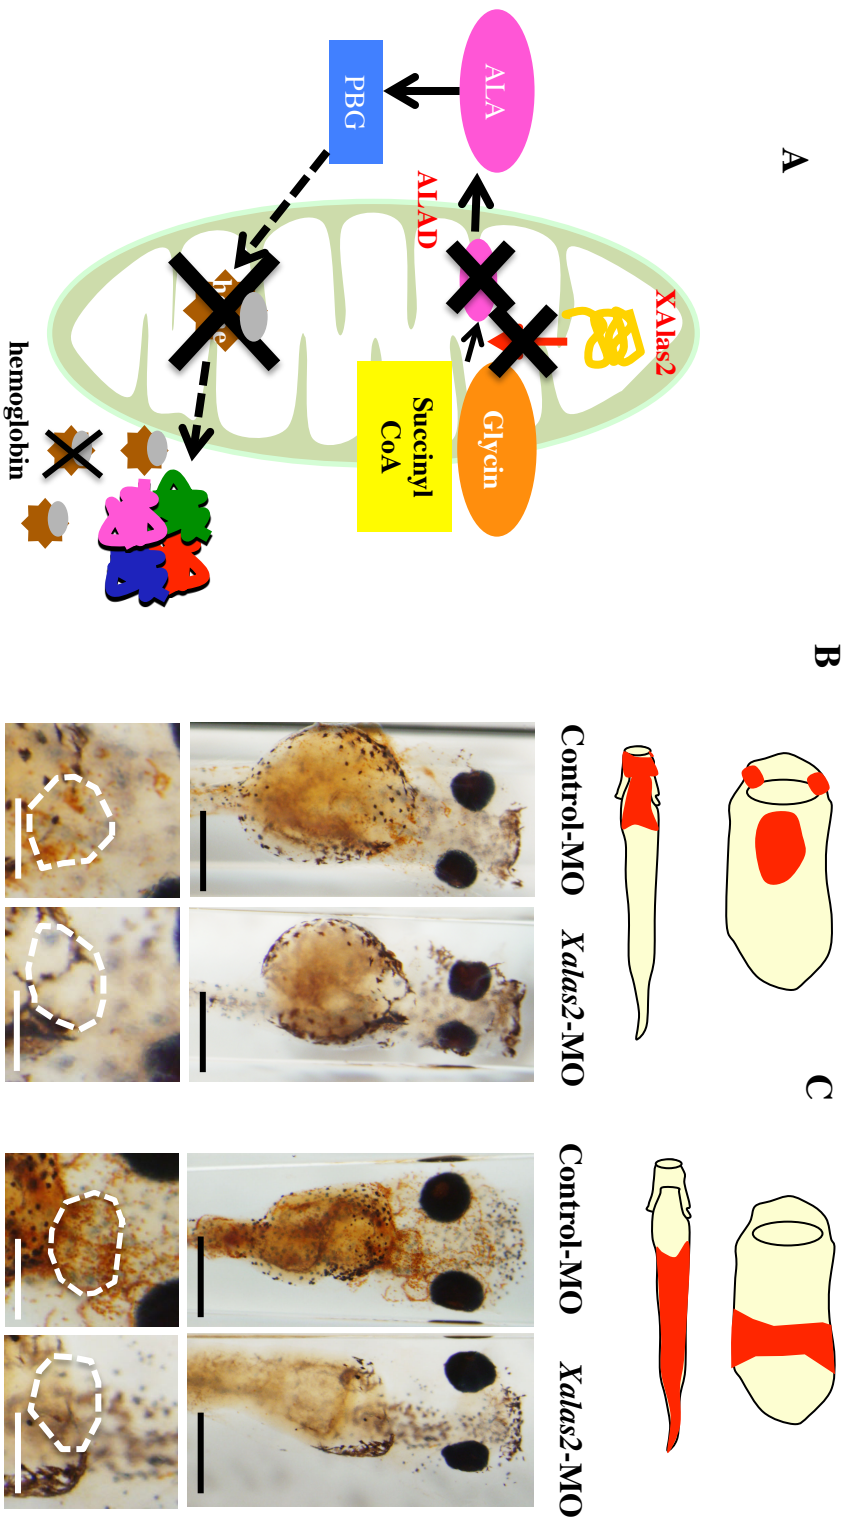 A
XAlas2
ALA
ALAD
Glycin
Succinyl
CoA
PBG
hemoglobin
B
Control-MO
Xalas2-MO
C
Control-MO
Xalas2-MO